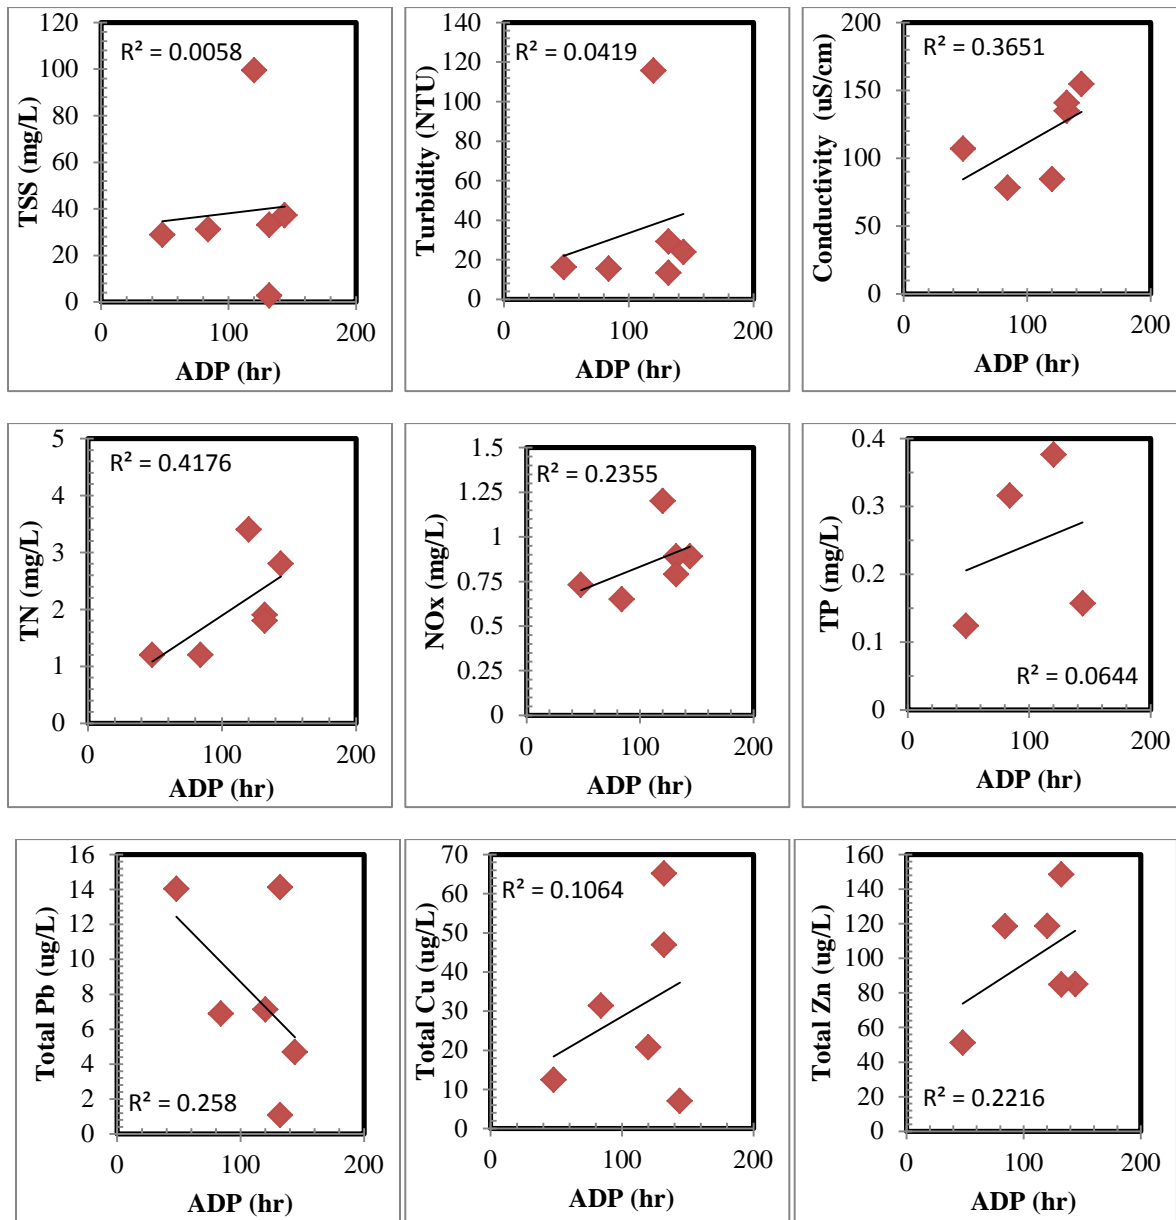 R² = 0.0058
TSS (mg/L)
120
100
80
60
40
20
0
0 100 200
ADP (hr)
R² = 0.0419
Turbidity (NTU)
140
120
100
80
60
40
20
0
0 100 200
ADP (hr)
R² = 0.3651
Conductivity (uS/cm)
200
150
100
50
0
0 100 200
ADP (hr)
R² = 0.4176
TN (mg/L)
5
4
3
2
1
0
0 100 200
ADP (hr)
R² = 0.2355
NOx (mg/L)
1.5
1.25
1
0.75
0.5
0.25
0
0 100 200
ADP (hr)
TP (mg/L)
0.4
0.3
0.2
0.1
0
R² = 0.0644
0 100 200
ADP (hr)
Total Pb (ug/L)
16
14
12
10
8
6
4
2
0
R² = 0.258
0 100 200
ADP (hr)
R² = 0.1064
Total Cu (ug/L)
70
60
50
40
30
20
10
0
0 100 200
ADP (hr)
Total Zn (ug/L)
160
140
120
100
80
60
40
20
0
R² = 0.2216
0 100 200
ADP (hr)